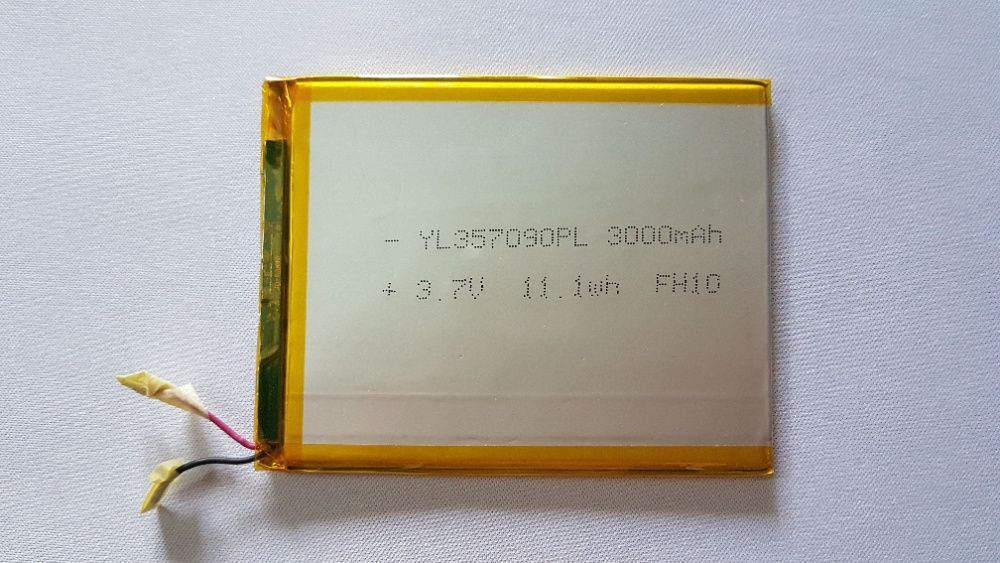 - YL357090PL 3000mAh
+ 3.7V 11.1wh FH10